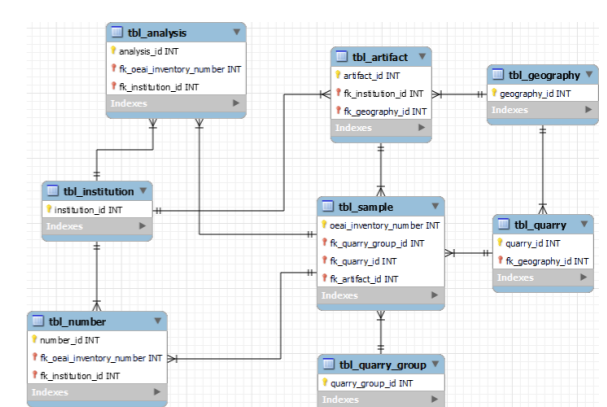 tbl_analysis
analysis_id INT
fk_oeai_inventory_number INT
fk_institution_id INT
Indexes
tbl_artifact
artifact_id INT
fk_institution_id INT
fk_geography_id INT
Indexes
tbl_geography
geography_id INT
Indexes
tbl_institution
institution_id INT
Indexes
tbl_sample
oeai_inventory_number INT
fk_quarry_group_id INT
fk_quarry_id INT
fk_artifact_id INT
Indexes
tbl_quarry
quarry_id INT
fk_geography_id INT
Indexes
tbl_number
number_id INT
fk_oeai_inventory_number INT
fk_institution_id INT
Indexes
tbl_quarry_group
quarry_group_id INT
Indexes